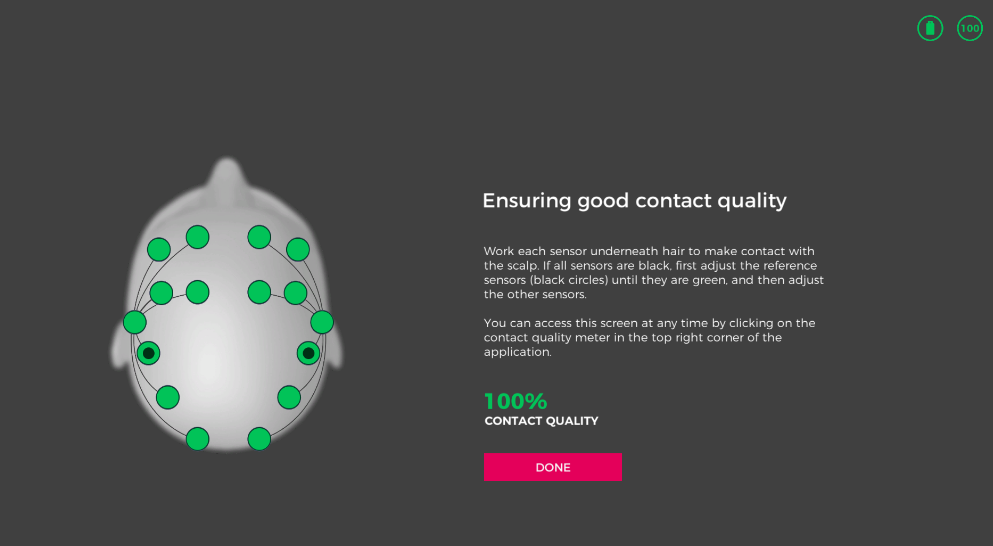 100
Ensuring good contact quality
Work each sensor underneath hair to make contact with
the scalp. If all sensors are black, first adjust the reference
sensors (black circles) until they are green, and then adjust
the other sensors.
You can access this screen at any time by clicking on the
contact quality meter in the top right corner of the
application.
100%
CONTACT QUALITY
DONE